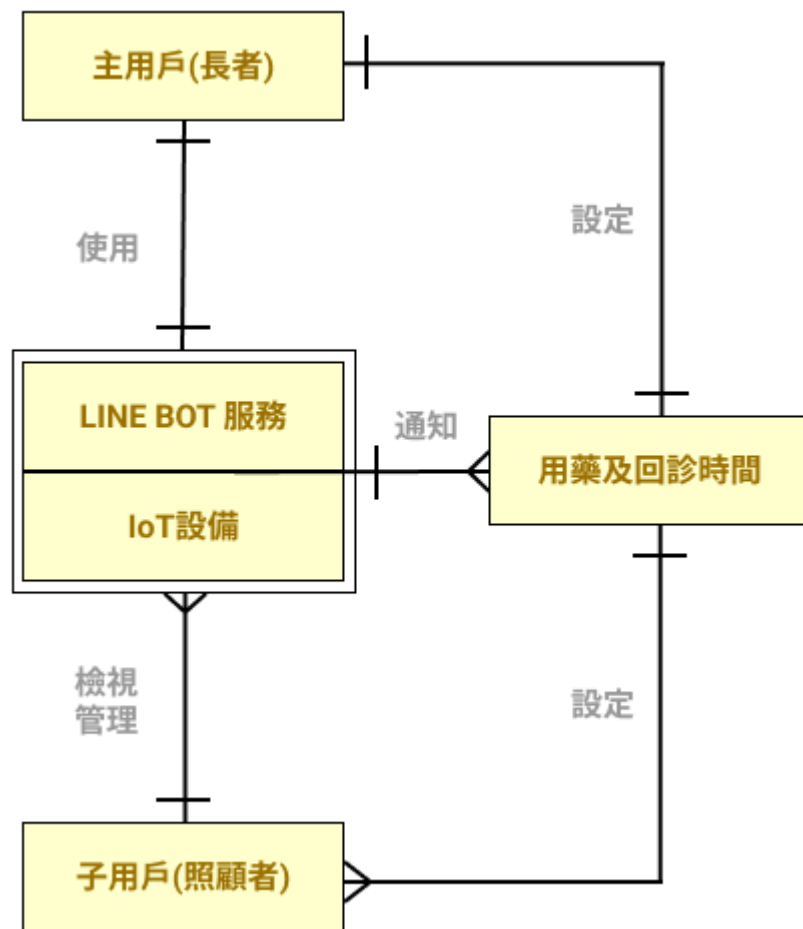 主用戶(長者)
使用
設定
LINE BOT 服務
通知
用藥及回診時間
IoT設備
檢視
管理
設定
子用戶(照顧者)